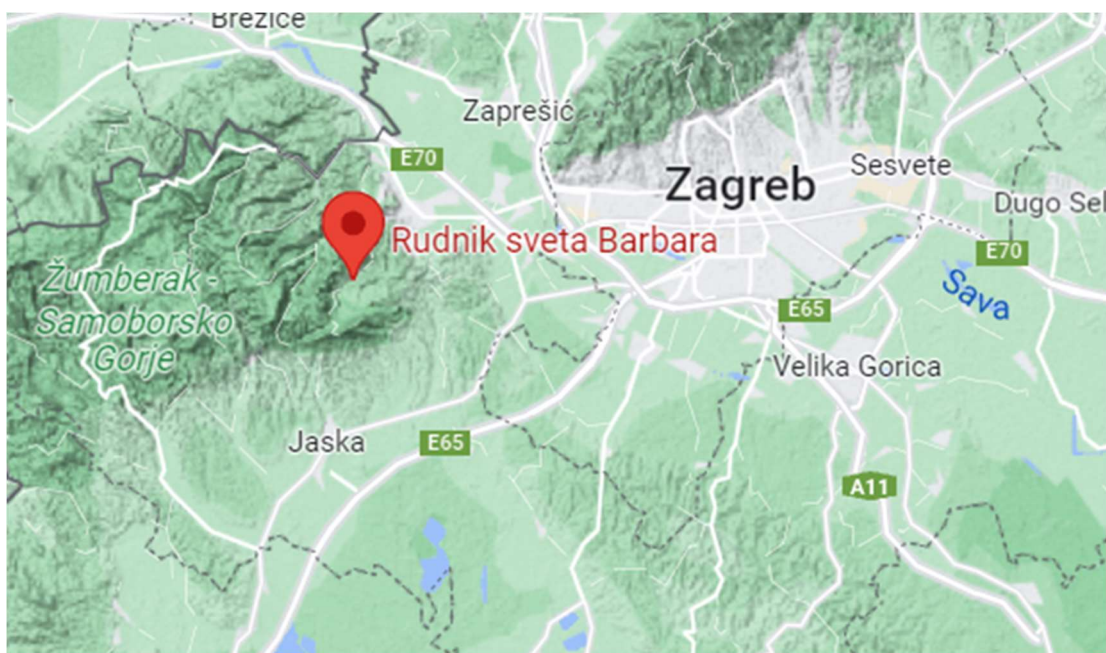 Brežice
Zaprešić
E70
Sesvete
Zagreb
Dugo Sel
Rudnik sveta Barbara
E70
Žumberak -
Samoborsko
Gorje
Sava
E65
Velika Gorica
Jaska
E65
A11